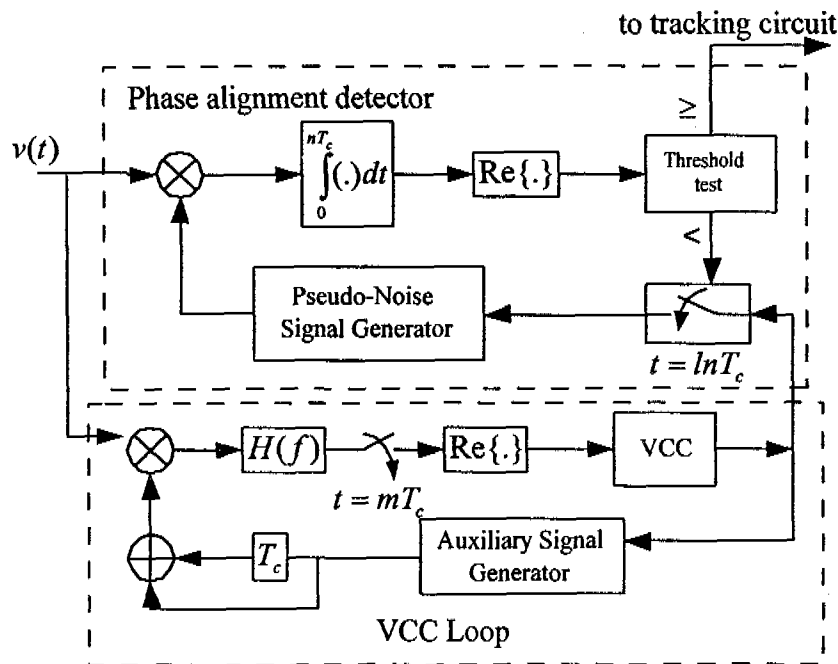 to tracking circuit
Phase alignment detector
v(t)
nT_c
∫(.)dt
0
Re{.}
Threshold
test
≥
<
Pseudo-Noise
Signal Generator
t = lnT_c
H(f)
t = mT_c
Re{.}
VCC
T_c
Auxiliary Signal
Generator
VCC Loop